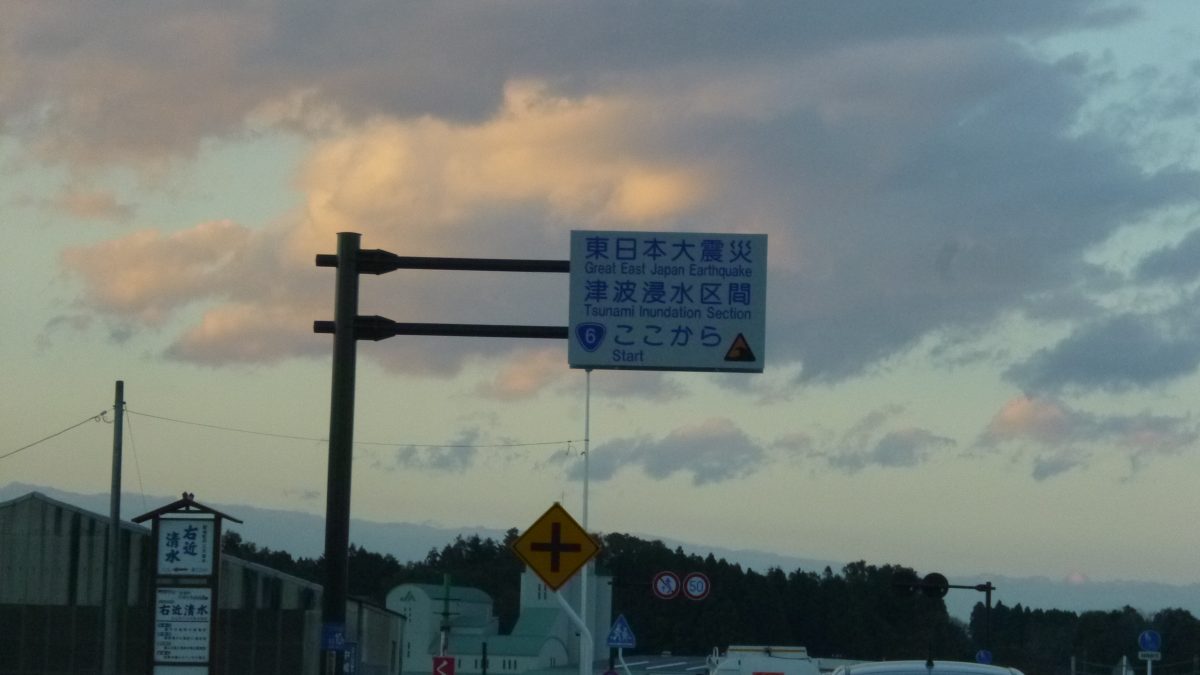 東日本大震災
Great East Japan Earthquake
津波浸水区間
Tsunami Inundation Section
6 ここから
Start
右近
清水
右近清水
50